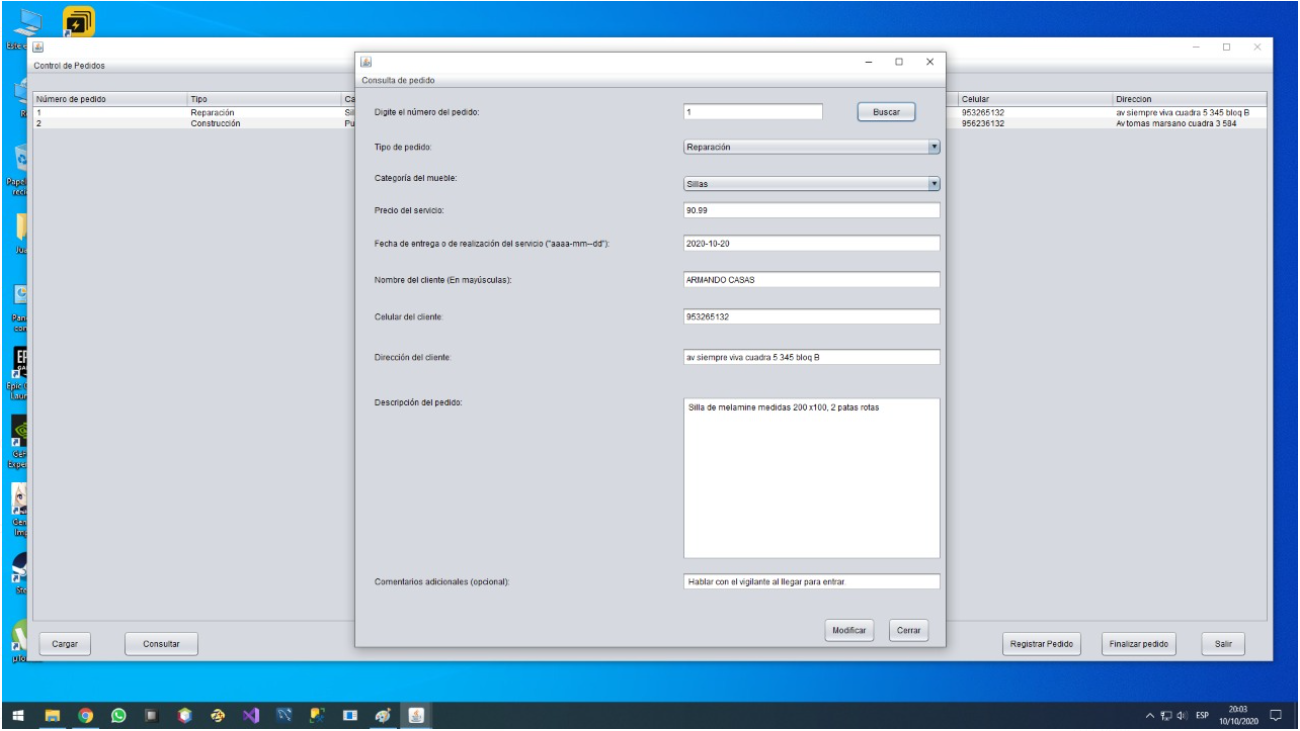 Control de Pedidos
Número de pedido Tipo
1 Reparación
2 Construcción
Celular Direccion
953265132 av siempre viva cuadra 5 345 bloq B
956236132 Av tomas marsano cuadra 3 584
Consulta de pedido
Digite el número del pedido: 1 Buscar
Tipo de pedido: Reparación
Categoría del mueble: Sillas
Precio del servicio: 90.99
Fecha de entrega o de realización del servicio ("aaaa-mm--dd"): 2020-10-20
Nombre del cliente (En mayúsculas): ARMANDO CASAS
Celular del cliente: 953265132
Dirección del cliente: av siempre viva cuadra 5 345 bloq B
Descripción del pedido: Silla de melamine medidas 200 x100, 2 patas rotas
Comentarios adicionales (opcional): Hablar con el vigilante al llegar para entrar.
Modificar Cerrar
Cargar Consultar Registrar Pedido Finalizar pedido Salir
ESP 20:03
10/10/2020